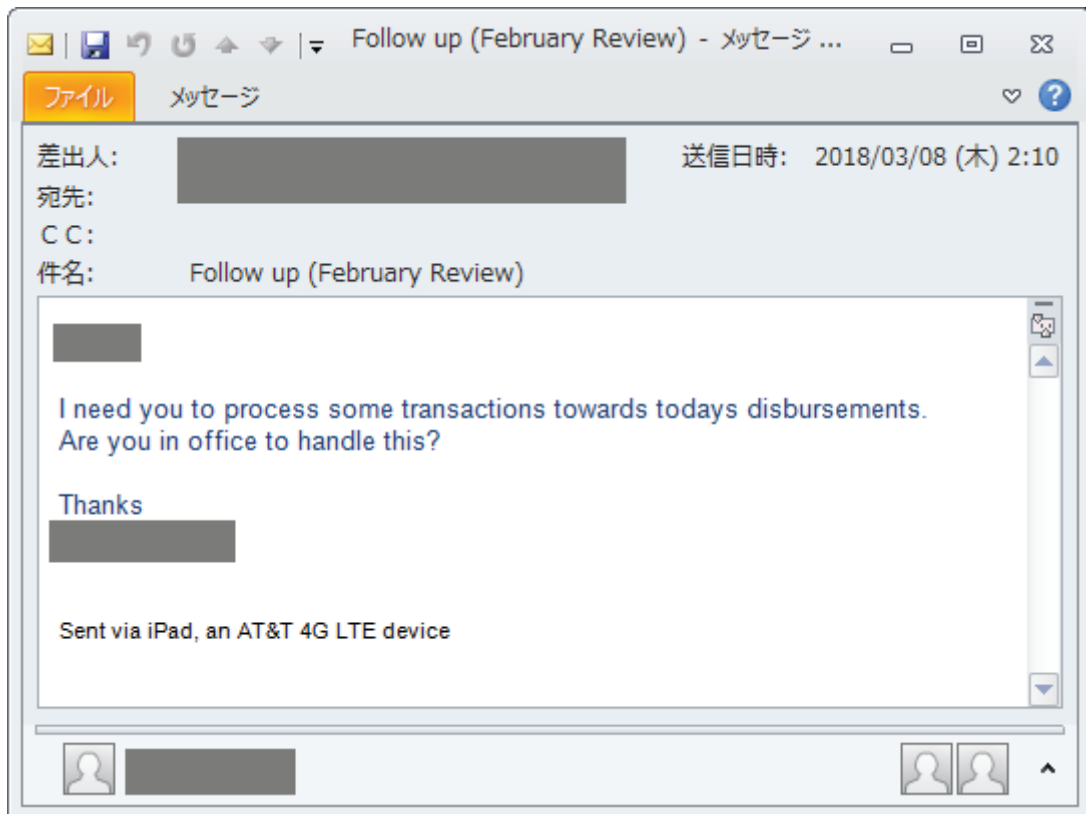 Follow up (February Review) - メッセージ ...
ファイル メッセージ
差出人: 送信日時: 2018/03/08 (木) 2:10
宛先:
ＣＣ:
件名: Follow up (February Review)
I need you to process some transactions towards todays disbursements.
Are you in office to handle this?
Thanks
Sent via iPad, an AT&T 4G LTE device